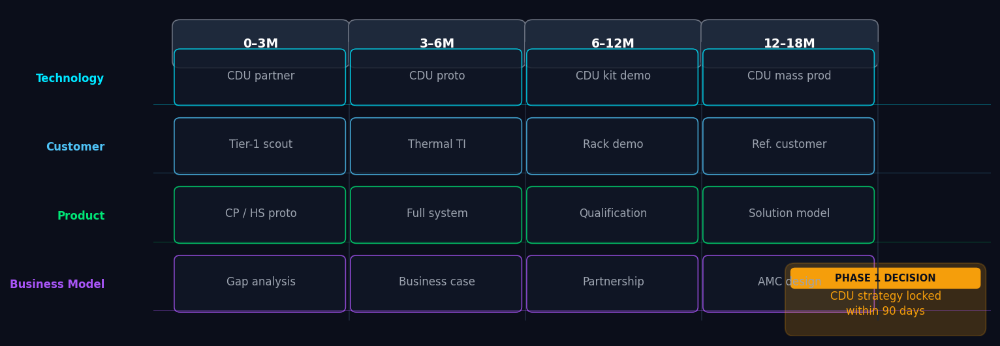 0–3M
3–6M
6–12M
12–18M
Technology
CDU partner
CDU proto
CDU kit demo
CDU mass prod
Customer
Tier-1 scout
Thermal TI
Rack demo
Ref. customer
Product
CP / HS proto
Full system
Qualification
Solution model
Business Model
Gap analysis
Business case
Partnership
AMC design
PHASE 1 DECISION
CDU strategy locked
within 90 days